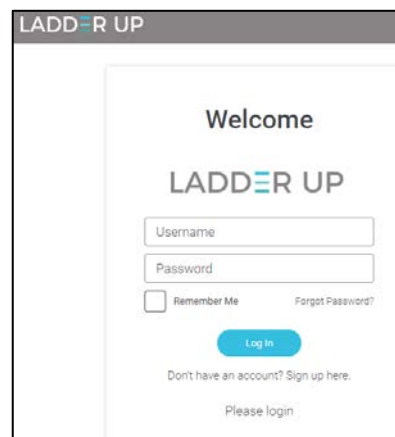 LADDER UP
Welcome
LADDER UP
Username
Password
Remember Me Forgot Password?
Log In
Don't have an account? Sign up here.
Please login